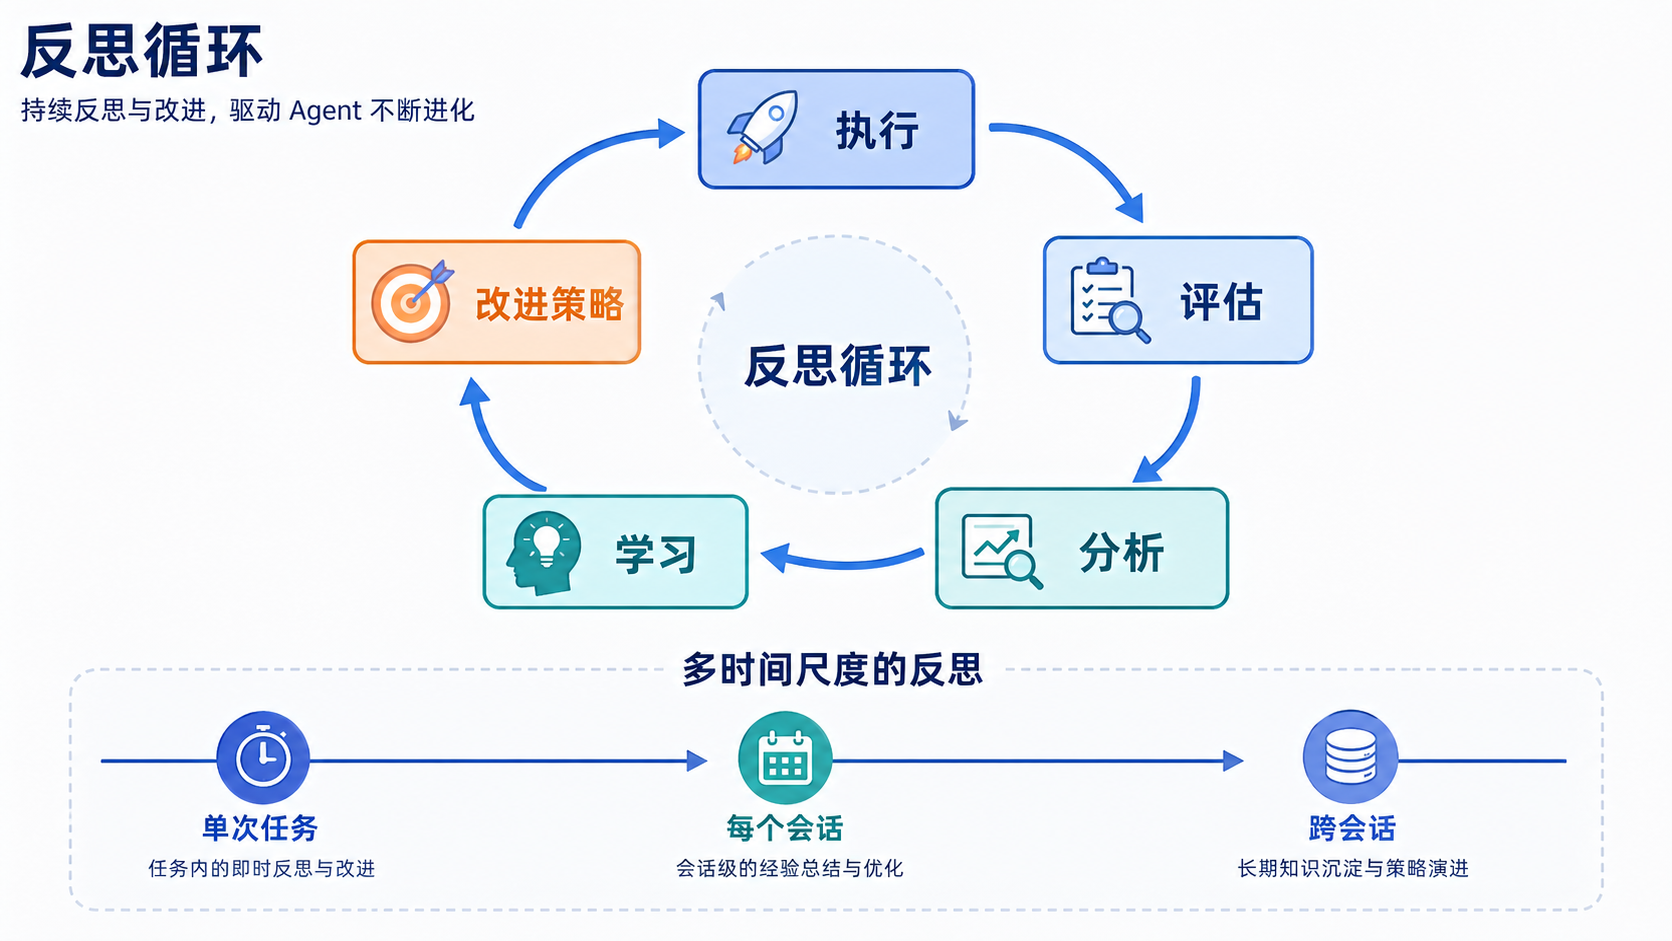 反思循环
持续反思与改进, 驱动 Agent 不断进化
执行
改进策略
评估
反思循环
学习
分析
多时间尺度的反思
单次任务
任务内的即时反思与改进
每个会话
会话级的经验总结与优化
跨会话
长期知识沉淀与策略演进